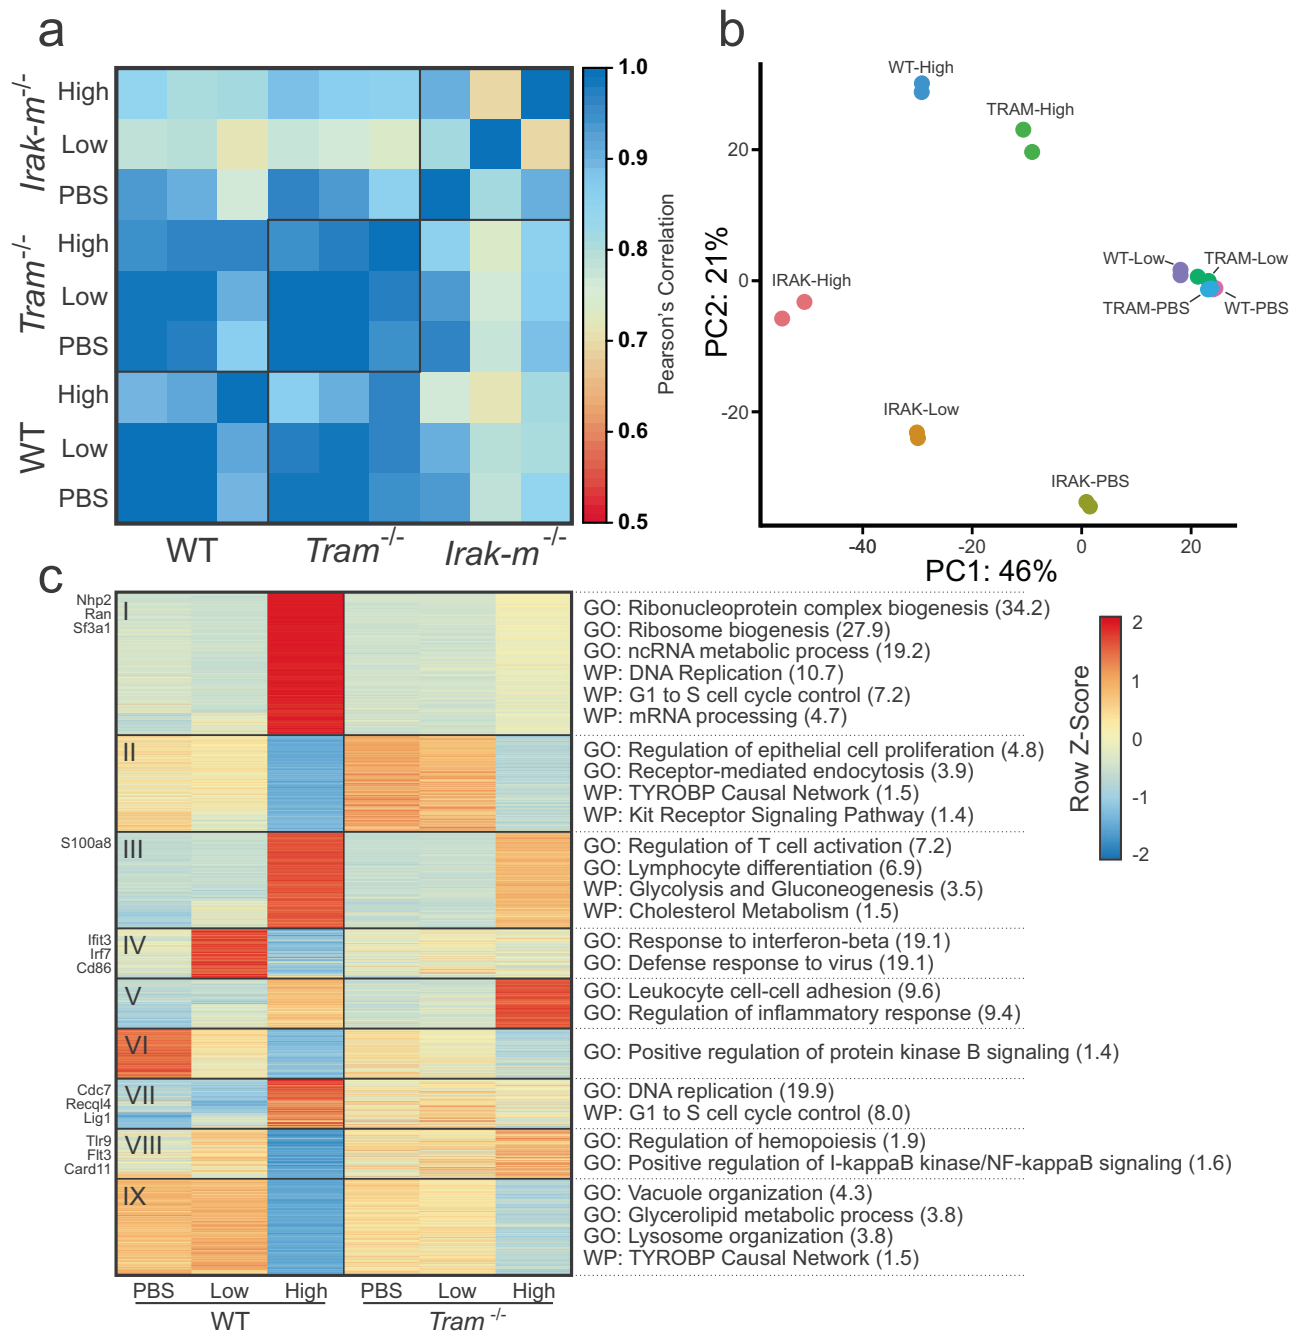 a
Irak-m-/-
Tram-/-
WT
High
Low
PBS
High
Low
PBS
High
Low
PBS
WT
Tram-/-
Irak-m-/-
1.0
0.9
0.8
0.7
0.6
0.5
Pearson's Correlation
b
PC2: 21%
20
0
-20
WT-High
TRAM-High
WT-Low
TRAM-Low
TRAM-PBS
WT-PBS
IRAK-High
IRAK-Low
IRAK-PBS
-40
-20
0
20
PC1: 46%
c
Nhp2
Ran
Sf3a1
I
GO: Ribonucleoprotein complex biogenesis (34.2)
GO: Ribosome biogenesis (27.9)
GO: ncRNA metabolic process (19.2)
WP: DNA Replication (10.7)
WP: G1 to S cell cycle control (7.2)
WP: mRNA processing (4.7)
II
GO: Regulation of epithelial cell proliferation (4.8)
GO: Receptor-mediated endocytosis (3.9)
WP: TYROBP Causal Network (1.5)
WP: Kit Receptor Signaling Pathway (1.4)
S100a8
III
GO: Regulation of T cell activation (7.2)
GO: Lymphocyte differentiation (6.9)
WP: Glycolysis and Gluconeogenesis (3.5)
WP: Cholesterol Metabolism (1.5)
Ifit3
Irf7
Cd86
IV
GO: Response to interferon-beta (19.1)
GO: Defense response to virus (19.1)
V
GO: Leukocyte cell-cell adhesion (9.6)
GO: Regulation of inflammatory response (9.4)
VI
GO: Positive regulation of protein kinase B signaling (1.4)
Cdc7
Recql4
Lig1
VII
GO: DNA replication (19.9)
WP: G1 to S cell cycle control (8.0)
Tlr9
Flt3
Card11
VIII
GO: Regulation of hemopoiesis (1.9)
GO: Positive regulation of I-kappaB kinase/NF-kappaB signaling (1.6)
IX
GO: Vacuole organization (4.3)
GO: Glycerolipid metabolic process (3.8)
GO: Lysosome organization (3.8)
WP: TYROBP Causal Network (1.5)
PBS
Low
High
PBS
Low
High
WT
Tram -/-
Row Z-Score
2
1
0
-1
-2